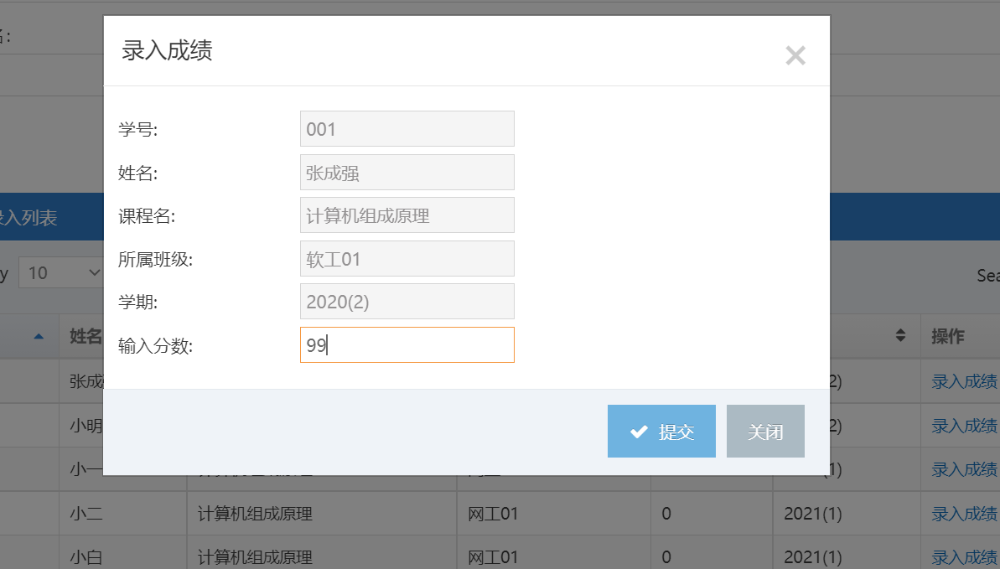 录入成绩
学号: 001
姓名: 张成强
课程名: 计算机组成原理
所属班级: 软工01
学期: 2020(2)
输入分数: 99
提交 关闭
名:
录入列表
y 10 Sea
姓名 操作
张成 2) 录入成绩
小明 2) 录入成绩
小一 (1) 录入成绩
小二 计算机组成原理 网工01 0 2021(1) 录入成绩
小白 计算机组成原理 网工01 0 2021(1) 录入成绩